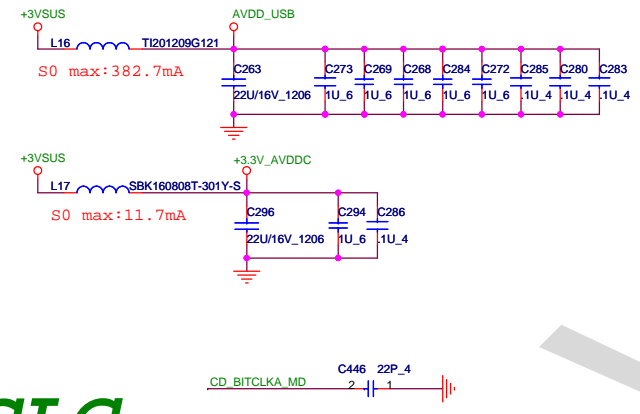 +3VSUS AVDD_USB
L16 TI201209G121
S0 max:382.7mA
C263 C273 C269 C268 C284 C272 C285 C280 C283
22U/16V_1206 1U_6 1U_6 1U_6 1U_6 1U_6 .1U_4 .1U_4 .1U_4
+3VSUS +3.3V_AVDDC
L17 SBK160808T-301Y-S
S0 max:11.7mA
C296 C294 C286
22U/16V_1206 1U_6 .1U_4
C446 22P_4
CD_BITCLKA_MD 2 1